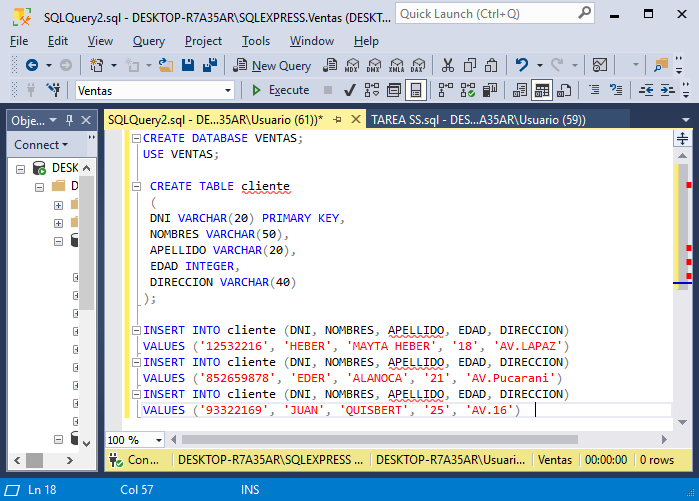 SQLQuery2.sql - DESKTOP-R7A35AR\SQLEXPRESS.Ventas (DESKT...
Quick Launch (Ctrl+Q)
File Edit View Query Project Tools Window Help
New Query MDX DMX XMLA DAX
Ventas Execute
Obje...
SQLQuery2.sql - DE...35AR\Usuario (61))* TAREA SS.sql - DES...A35AR\Usuario (59))
Connect
DESK
D
CREATE DATABASE VENTAS;
USE VENTAS;
CREATE TABLE cliente
(
DNI VARCHAR(20) PRIMARY KEY,
NOMBRES VARCHAR(50),
APELLIDO VARCHAR(20),
EDAD INTEGER,
DIRECCION VARCHAR(40)
);
INSERT INTO cliente (DNI, NOMBRES, APELLIDO, EDAD, DIRECCION)
VALUES ('12532216', 'HEBER', 'MAYTA HEBER', '18', 'AV.LAPAZ')
INSERT INTO cliente (DNI, NOMBRES, APELLIDO, EDAD, DIRECCION)
VALUES ('852659878', 'EDER', 'ALANOCA', '21', 'AV.Pucarani')
INSERT INTO cliente (DNI, NOMBRES, APELLIDO, EDAD, DIRECCION)
VALUES ('93322169', 'JUAN', 'QUISBERT', '25', 'AV.16')
100 %
Con... DESKTOP-R7A35AR\SQLEXPRESS ... DESKTOP-R7A35AR\Usuari... Ventas 00:00:00 0 rows
Ln 18 Col 57 INS